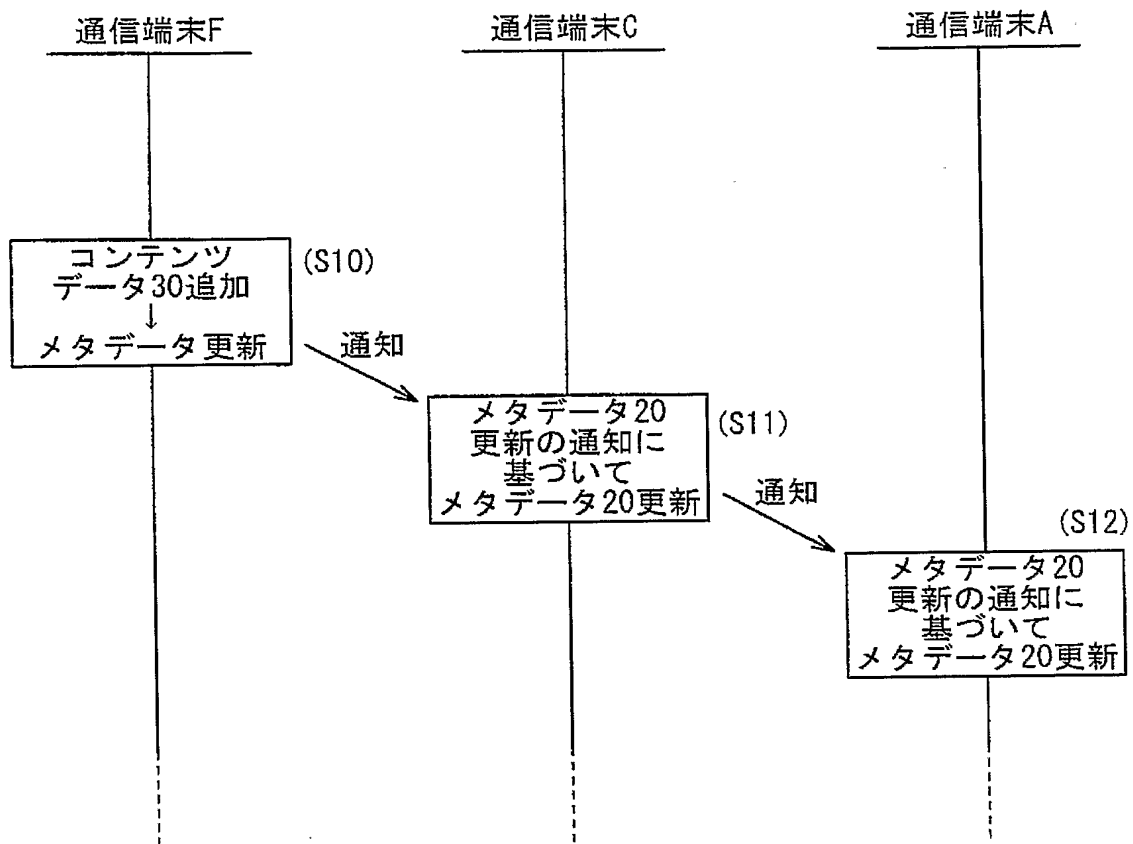 通信端末F
通信端末C
通信端末A
コンテンツ
データ30追加
↓
メタデータ更新
(S10)
通知
メタデータ20
更新の通知に
基づいて
メタデータ20更新
(S11)
通知
(S12)
メタデータ20
更新の通知に
基づいて
メタデータ20更新